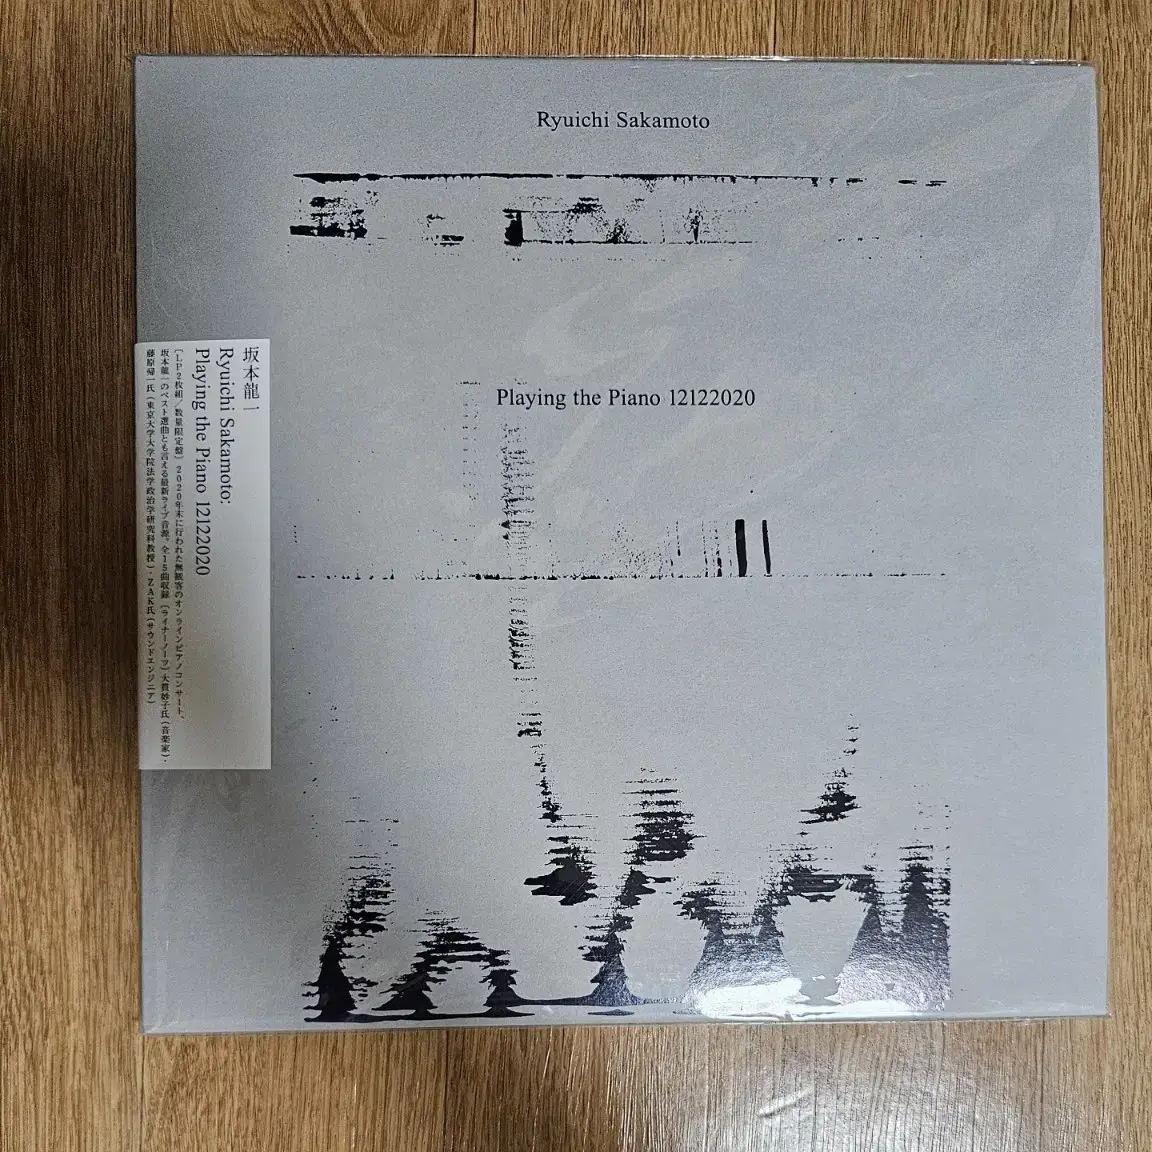 Ryuichi Sakamoto
Playing the Piano 12122020
坂本龍一
Ryuichi Sakamoto:
Playing the Piano 12122020
〔LP2枚組／数量限定盤〕2020年末に行われた無観客のオンラインピアノコンサート、
坂本龍一のベスト選曲とも言える最新ライブ音源。全15曲収録〔ライナーノーツ〕大貫妙子氏（音楽家）・
藤原帰一氏（東京大学大学院法学政治学研究科教授）・ZAK氏（サウンドエンジニア）